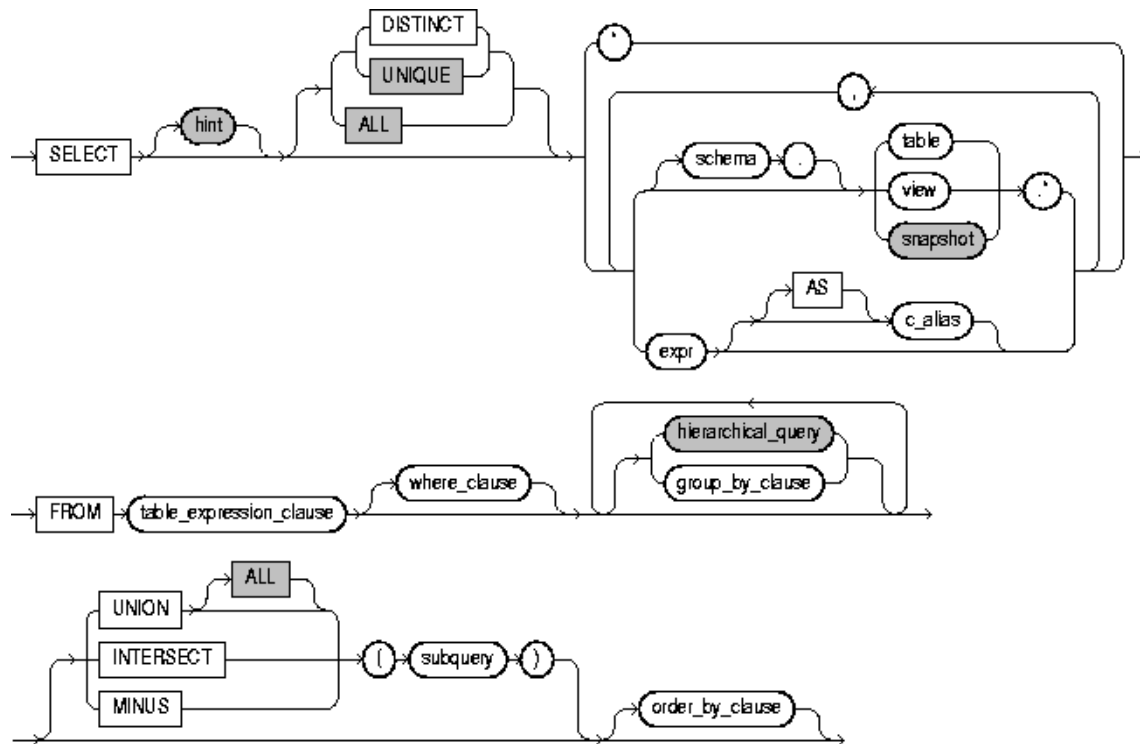 DISTINCT
*
UNIQUE
,
hint
ALL
SELECT
schema . table
view .*
snapshot
AS
c_alias
expr
hierarchical_query
where_clause
group_by_clause
FROM table_expression_clause
ALL
UNION
INTERSECT ( subquery )
MINUS
order_by_clause